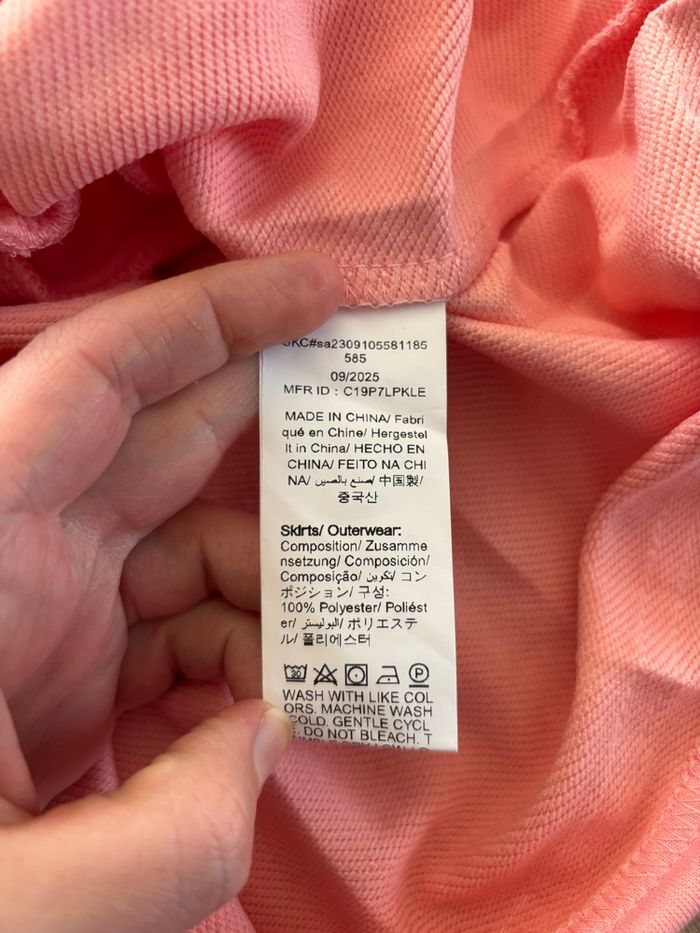 SKC#sa2309105581185
585
09/2025
MFR ID : C19P7LPKLE
MADE IN CHINA/ Fabri
qué en Chine/ Hergestel
lt in China/ HECHO EN
CHINA/ FEITO NA CHI
NA/ صنع بالصين/ 中国製/
중국산
Skirts/ Outerwear:
Composition/ Zusamme
nsetzung/ Composición/
Composição/ تكوين/ コン
ポジション/ 구성:
100% Polyester/ Poliést
er/ البوليستر/ ポリエステ
ル/ 폴리에스터
30 P
WASH WITH LIKE COL
ORS. MACHINE WASH
COLD. GENTLE CYCL
E. DO NOT BLEACH. T